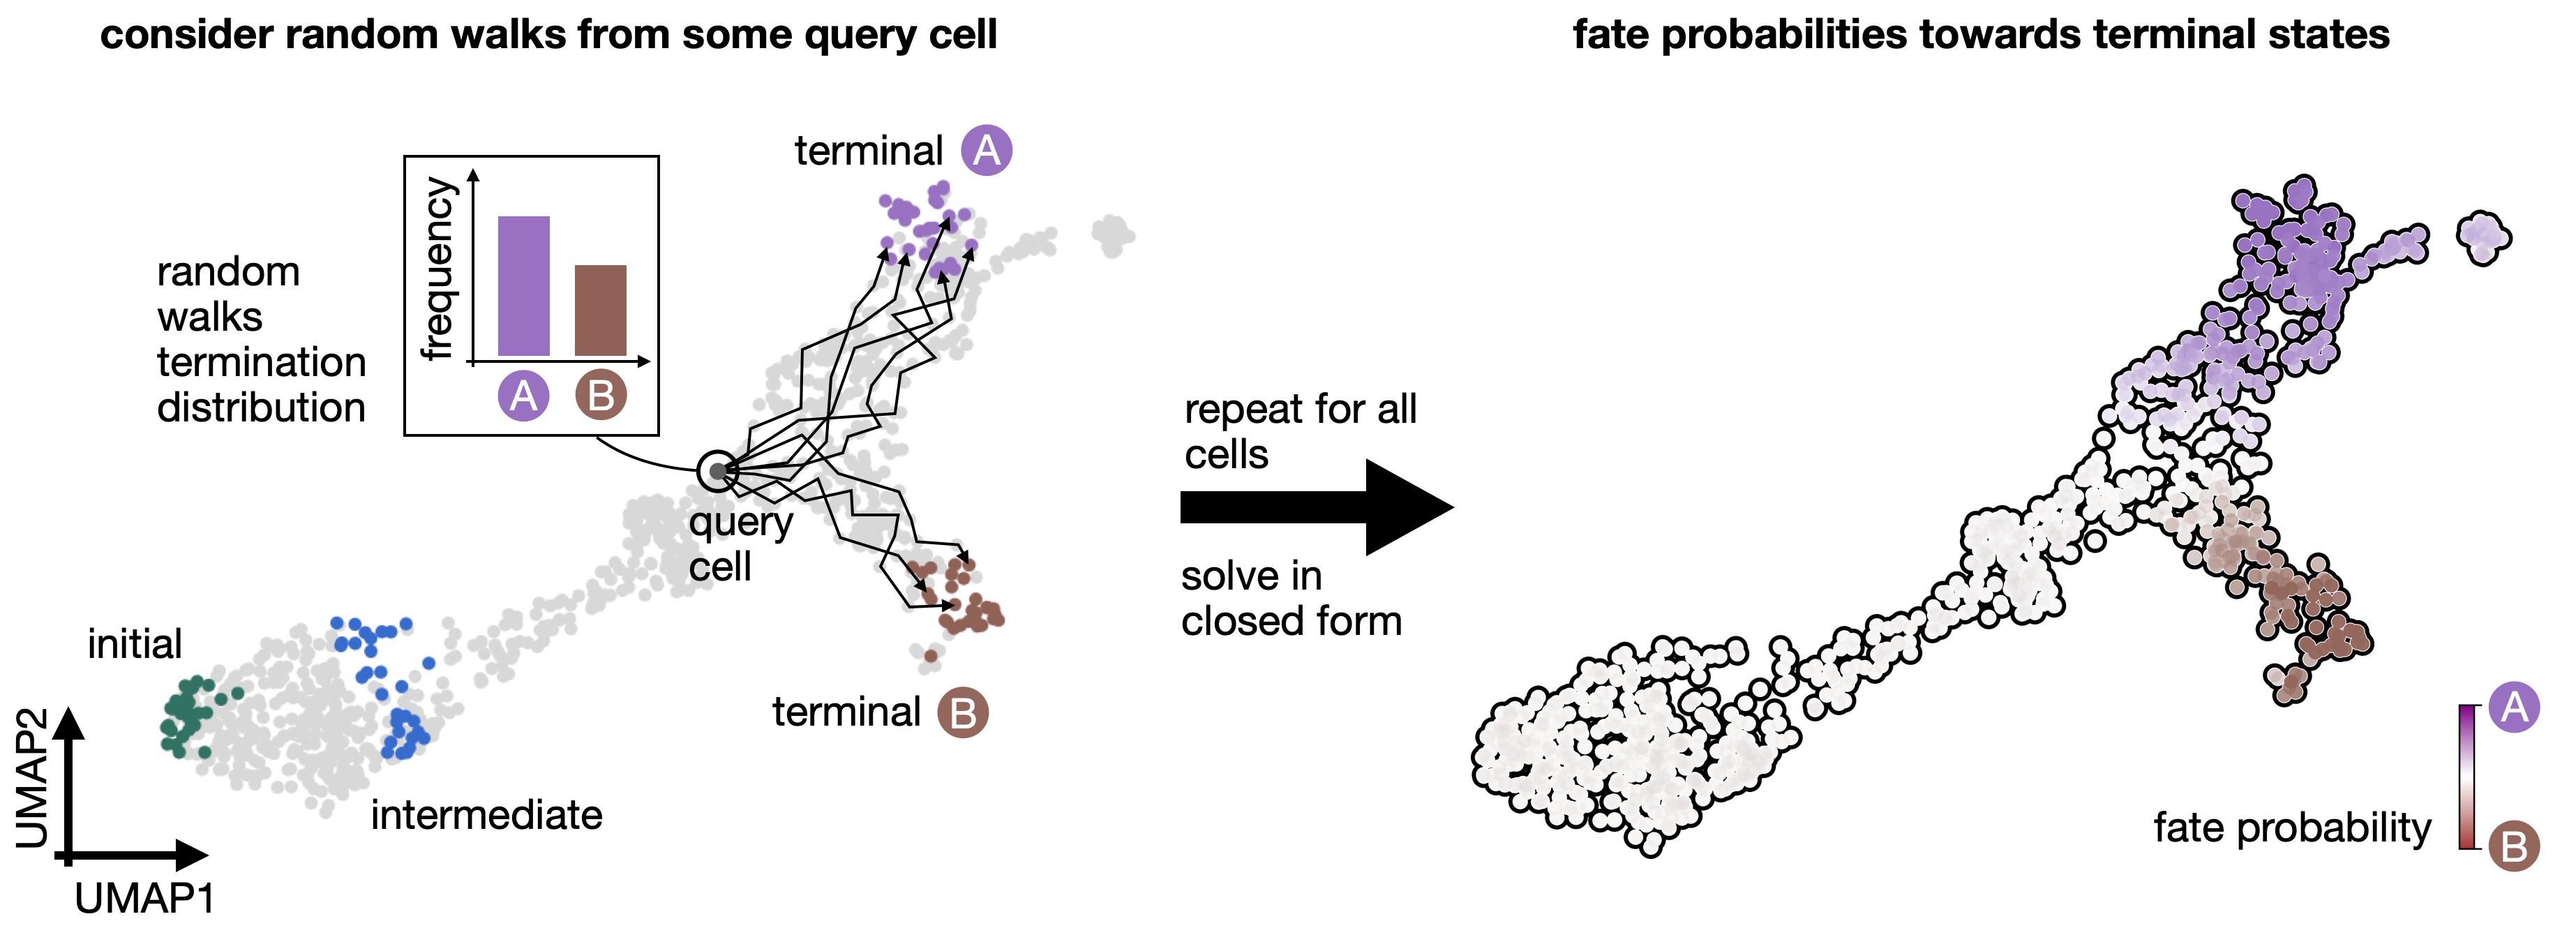 consider random walks from some query cell
fate probabilities towards terminal states
terminal A
frequency
A B
random
walks
termination
distribution
query
cell
initial
intermediate
terminal B
UMAP2
UMAP1
repeat for all
cells
solve in
closed form
A
fate probability
B